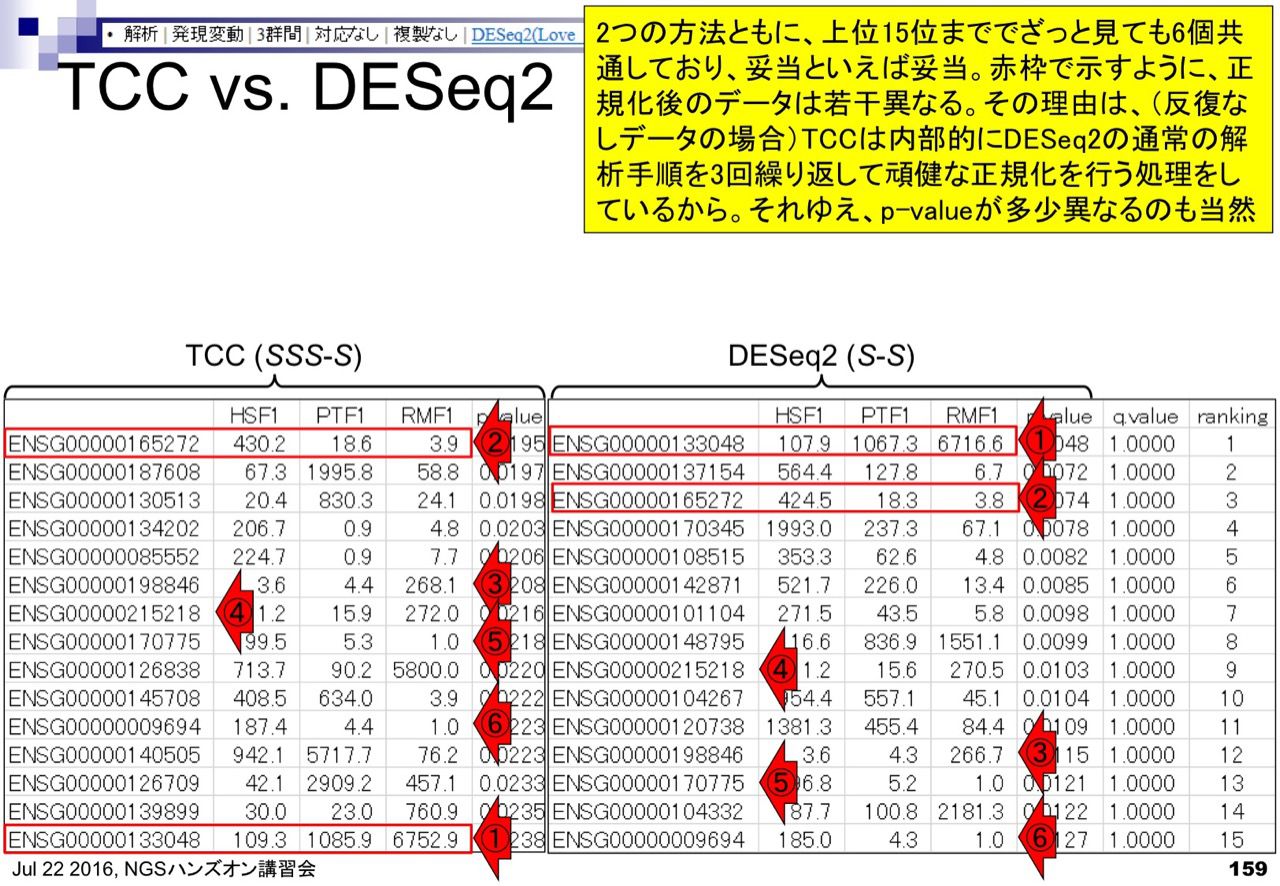 • 解析 | 発現変動 | 3群間 | 対応なし | 複製なし | DESeq2(Love
TCC vs. DESeq2
2つの方法ともに、上位15位まででざっと見ても6個共
通しており、妥当といえば妥当。赤枠で示すように、正
規化後のデータは若干異なる。その理由は、(反復な
しデータの場合)TCCは内部的にDESeq2の通常の解
析手順を3回繰り返して頑健な正規化を行う処理をし
ているから。それゆえ、p-valueが多少異なるのも当然
TCC (SSS-S)
HSF1 PTF1 RMF1 p.value
ENSG00000165272 430.2 18.6 3.9 ② 195
ENSG00000187608 67.3 1995.8 58.8 0.0197
ENSG00000130513 20.4 830.3 24.1 0.0198
ENSG00000134202 206.7 0.9 4.8 0.0203
ENSG00000085552 224.7 0.9 7.7 0.0206
ENSG00000198846 3.6 4.4 268.1 ③ 208
ENSG00000215218 ④ 1.2 15.9 272.0 0.0216
ENSG00000170775 99.5 5.3 1.0 ⑤ 218
ENSG00000126838 713.7 90.2 5800.0 0.0220
ENSG00000145708 408.5 634.0 3.9 0.0222
ENSG00000009694 187.4 4.4 1.0 ⑥ 223
ENSG00000140505 942.1 5717.7 76.2 0.0223
ENSG00000126709 42.1 2909.2 457.1 0.0233
ENSG00000139899 30.0 23.0 760.9 0.0235
ENSG00000133048 109.3 1085.9 6752.9 ① 238
DESeq2 (S-S)
HSF1 PTF1 RMF1 p.value q.value ranking
ENSG00000133048 107.9 1067.3 6716.6 ① 048 1.0000 1
ENSG00000137154 564.4 127.8 6.7 0.0072 1.0000 2
ENSG00000165272 424.5 18.3 3.8 ② 074 1.0000 3
ENSG00000170345 1993.0 237.3 67.1 0.0078 1.0000 4
ENSG00000108515 353.3 62.6 4.8 0.0082 1.0000 5
ENSG00000142871 521.7 226.0 13.4 0.0085 1.0000 6
ENSG00000101104 271.5 43.5 5.8 0.0098 1.0000 7
ENSG00000148795 16.6 836.9 1551.1 0.0099 1.0000 8
ENSG00000215218 ④ 1.2 15.6 270.5 0.0103 1.0000 9
ENSG00000104267 54.4 557.1 45.1 0.0104 1.0000 10
ENSG00000120738 1381.3 455.4 84.4 0.0109 1.0000 11
ENSG00000198846 3.6 4.3 266.7 ③ 115 1.0000 12
ENSG00000170775 ⑤ 6.8 5.2 1.0 0.0121 1.0000 13
ENSG00000104332 87.7 100.8 2181.3 0.0122 1.0000 14
ENSG00000009694 185.0 4.3 1.0 ⑥ 127 1.0000 15
Jul 22 2016, NGSハンズオン講習会
159